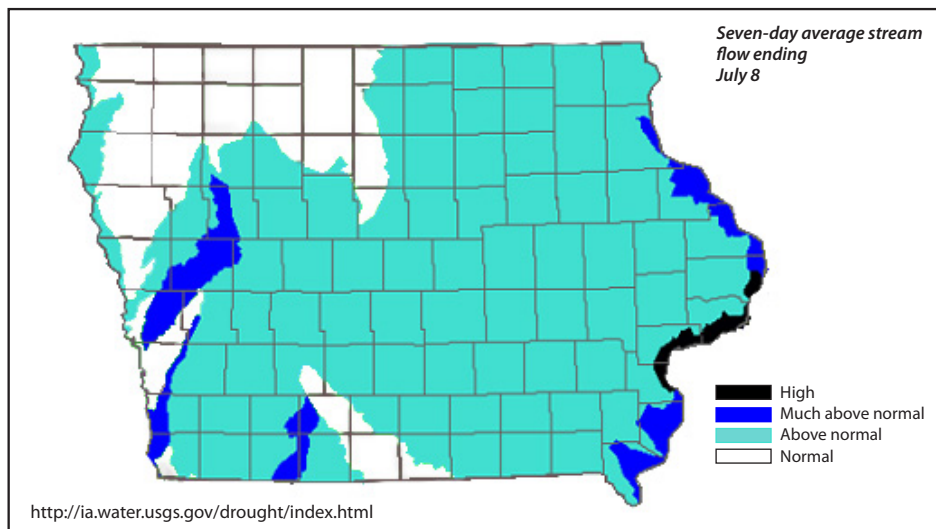 Seven-day average stream
flow ending
July 8
High
Much above normal
Above normal
Normal
http://ia.water.usgs.gov/drought/index.html